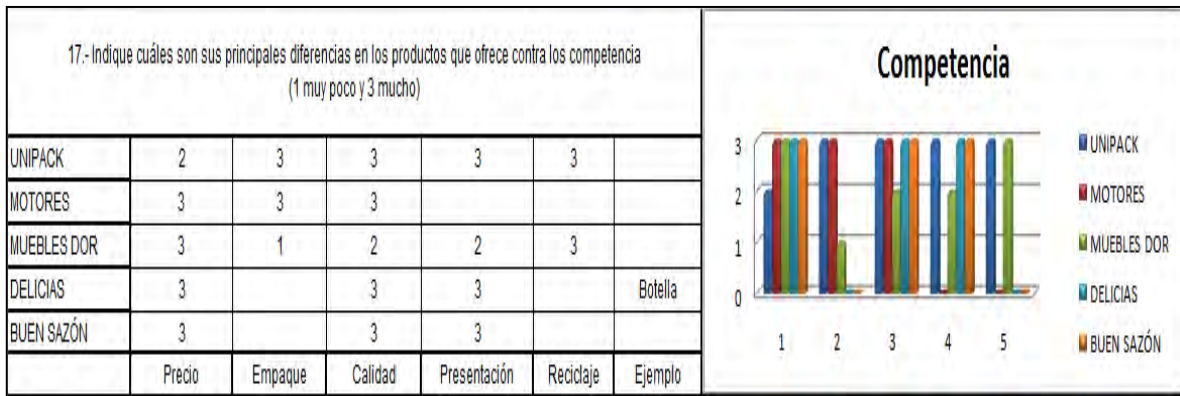 17.- Indique cuáles son sus principales diferencias en los productos que ofrece contra los competencia
(1 muy poco y 3 mucho)
UNIPACK 2 3 3 3 3
MOTORES 3 3 3
MUEBLES DOR 3 1 2 2 3
DELICIAS 3 3 3 Botella
BUEN SAZÓN 3 3 3
Precio Empaque Calidad Presentación Reciclaje Ejemplo
Competencia
3
2
1
0
1 2 3 4 5
UNIPACK
MOTORES
MUEBLES DOR
DELICIAS
BUEN SAZÓN